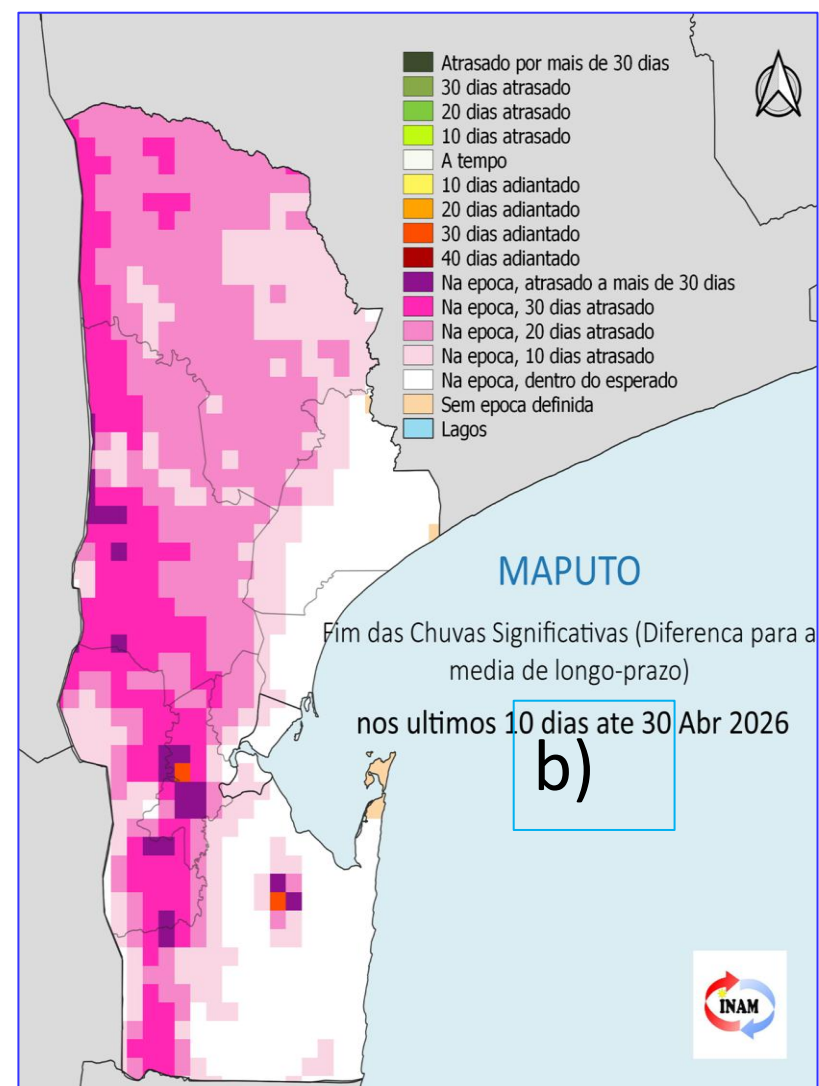 Atrasado por mais de 30 dias
30 dias atrasado
20 dias atrasado
10 dias atrasado
A tempo
10 dias adiantado
20 dias adiantado
30 dias adiantado
40 dias adiantado
Na epoca, atrasado a mais de 30 dias
Na epoca, 30 dias atrasado
Na epoca, 20 dias atrasado
Na epoca, 10 dias atrasado
Na epoca, dentro do esperado
Sem epoca definida
Lagos
MAPUTO
Fim das Chuvas Significativas (Diferenca para a
media de longo-prazo)
nos ultimos 10 dias ate 30 Abr 2026
b)
INAM